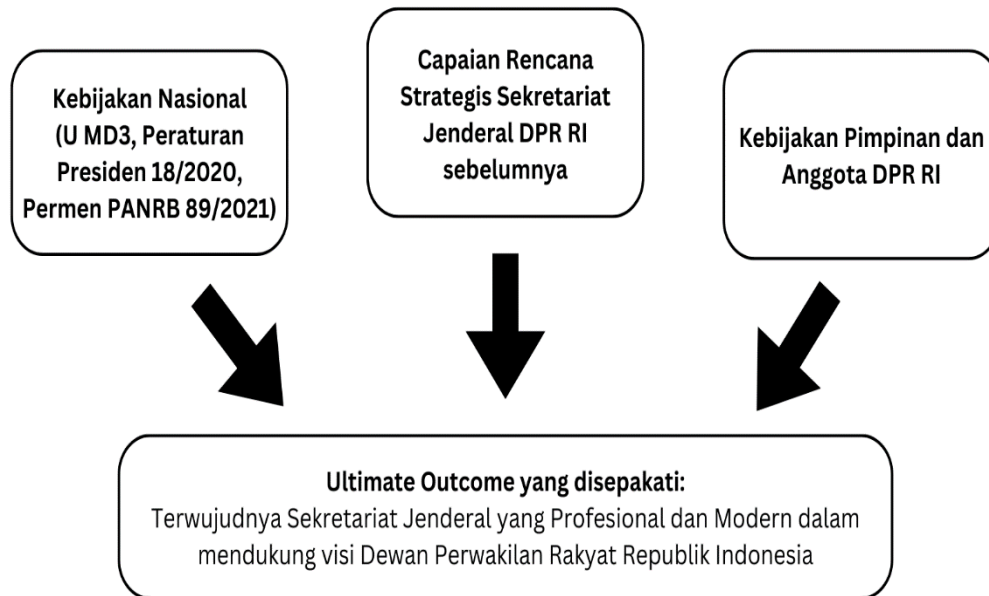 Kebijakan Nasional
(U MD3, Peraturan
Presiden 18/2020,
Permen PANRB 89/2021)
Capaian Rencana
Strategis Sekretariat
Jenderal DPR RI
sebelumnya
Kebijakan Pimpinan dan
Anggota DPR RI
Ultimate Outcome yang disepakati:
Terwujudnya Sekretariat Jenderal yang Profesional dan Modern dalam
mendukung visi Dewan Perwakilan Rakyat Republik Indonesia